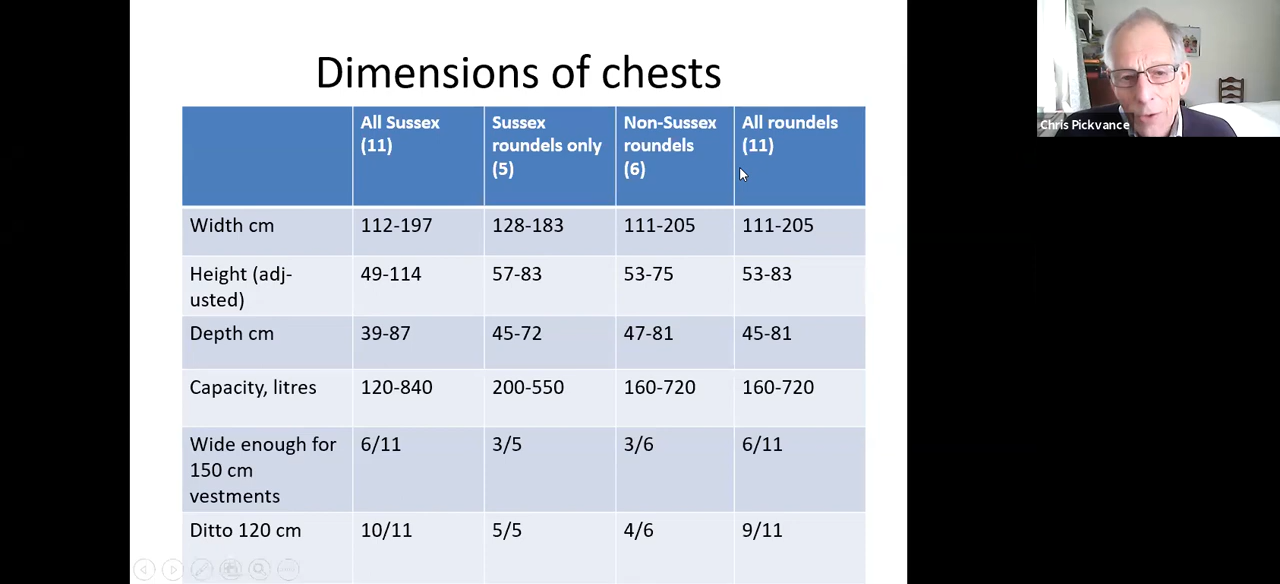 Dimensions of chests
All Sussex (11)
Sussex roundels only (5)
Non-Sussex roundels (6)
All roundels (11)
Width cm 112-197 128-183 111-205 111-205
Height (adj-usted) 49-114 57-83 53-75 53-83
Depth cm 39-87 45-72 47-81 45-81
Capacity, litres 120-840 200-550 160-720 160-720
Wide enough for 150 cm vestments 6/11 3/5 3/6 6/11
Ditto 120 cm 10/11 5/5 4/6 9/11
Chris Pickvance